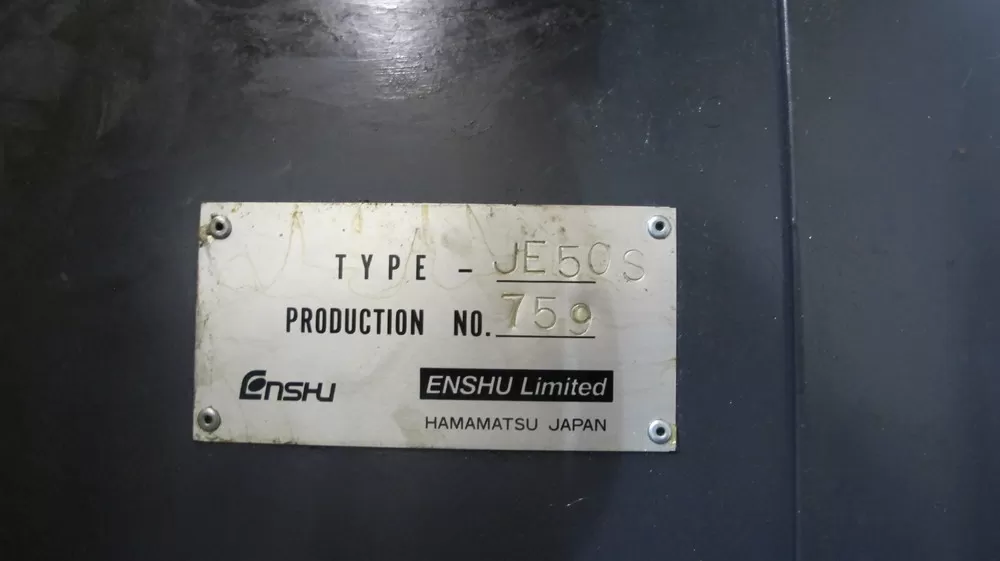 TYPE - JE50S
PRODUCTION NO. 759
ENSHU
ENSHU Limited
HAMAMATSU JAPAN